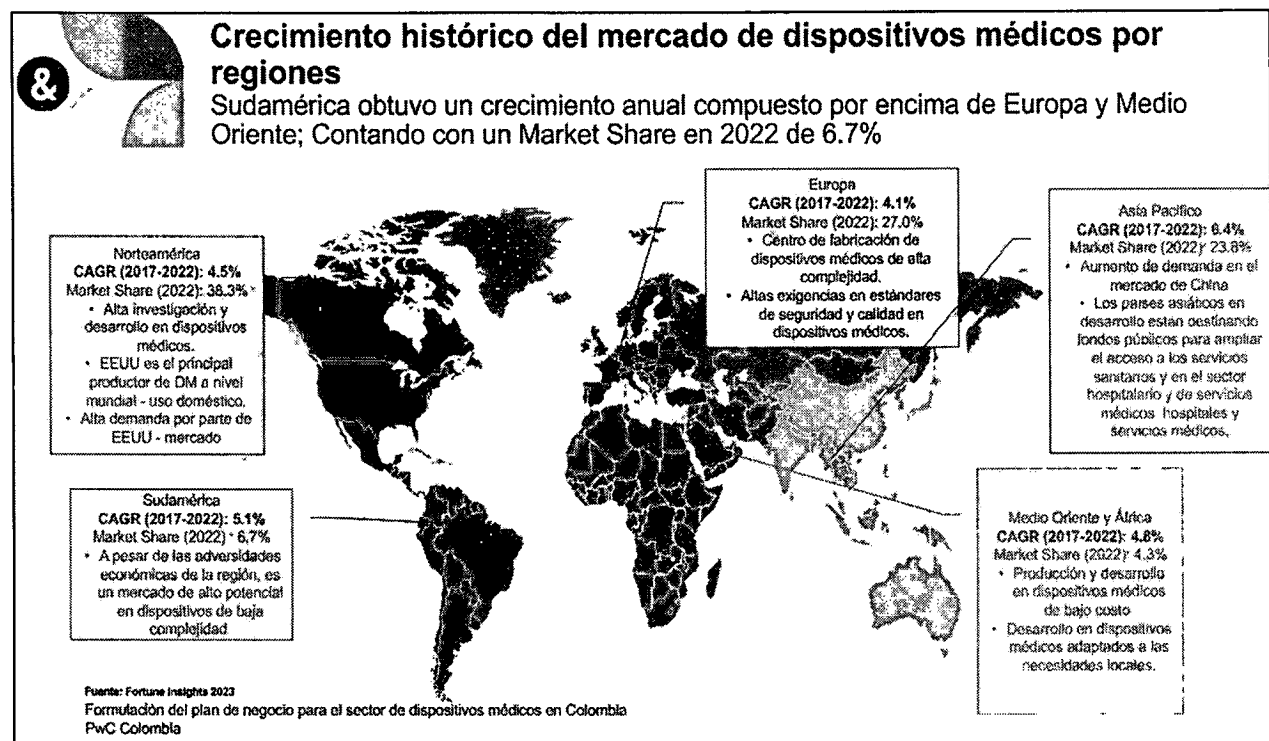 &
Crecimiento histórico del mercado de dispositivos médicos por
regiones
Sudamérica obtuvo un crecimiento anual compuesto por encima de Europa y Medio
Oriente; Contando con un Market Share en 2022 de 6.7%
Norteamérica
CAGR (2017-2022): 4.5%
Market Share (2022): 38.3%
• Alta investigación y
desarrollo en dispositivos
médicos.
• EEUU es el principal
productor de DM a nivel
mundial - uso doméstico.
• Alta demanda por parte de
EEUU - mercado
Sudamérica
CAGR (2017-2022): 5.1%
Market Share (2022) 6,7%
• A pesar de las adversidades
económicas de la región, es
un mercado de alto potencial
en dispositivos de baja
complejidad
Europa
CAGR (2017-2022): 4.1%
Market Share (2022): 27.0%
• Centro de fabricación de
dispositivos médicos de alta
complejidad.
• Altas exigencias en estándares
de seguridad y calidad en
dispositivos médicos.
Asia Pacifico
CAGR (2017-2022): 6.4%
Market Share (2022) 23.8%
• Aumento de demanda en el
mercado de China
• Los países asiáticos en
desarrollo están destinando
fondos públicos para ampliar
el acceso a los servicios
sanitarios y en el sector
hospitalario y de servicios
médicos hospitales y
servicios médicos.
Medio Oriente y África
CAGR (2017-2022): 4.8%
Market Share (2022) 4.3%
• Producción y desarrollo
en dispositivos médicos
de bajo costo
• Desarrollo en dispositivos
médicos adaptados a las
necesidades locales.
Fuente: Fortune Insights 2023
Formulación del plan de negocio para el sector de dispositivos médicos en Colombia
PwC Colombia